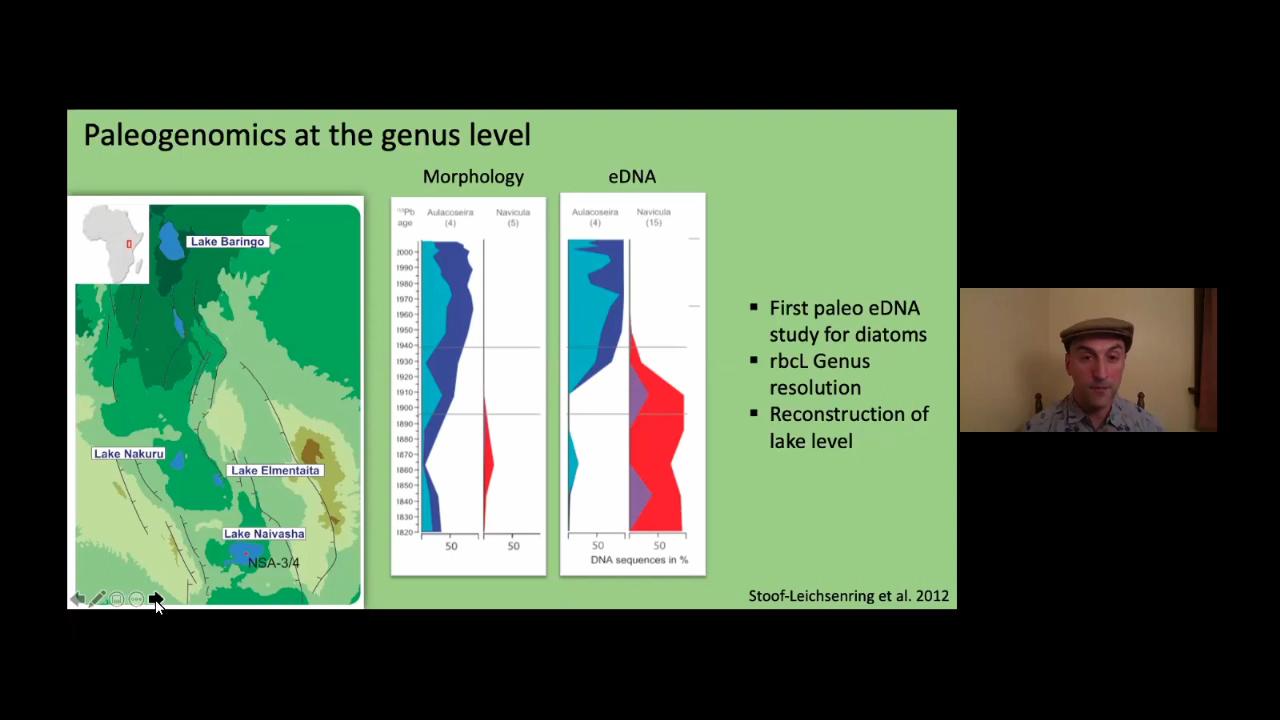 Paleogenomics at the genus level
Morphology
eDNA
Lake Baringo
Lake Nakuru
Lake Elmentaita
Lake Naivasha
NSA-3/4
Pb
age
Aulacoseira
(4)
Navicula
(5)
2000
1990
1980
1970
1960
1950
1940
1930
1920
1910
1900
1890
1880
1870
1860
1850
1840
1830
1820
50
50
Aulacoseira
(4)
Navicula
(15)
50
50
DNA sequences in %
▪ First paleo eDNA
study for diatoms
▪ rbcL Genus
resolution
▪ Reconstruction of
lake level
Stoof-Leichsenring et al. 2012